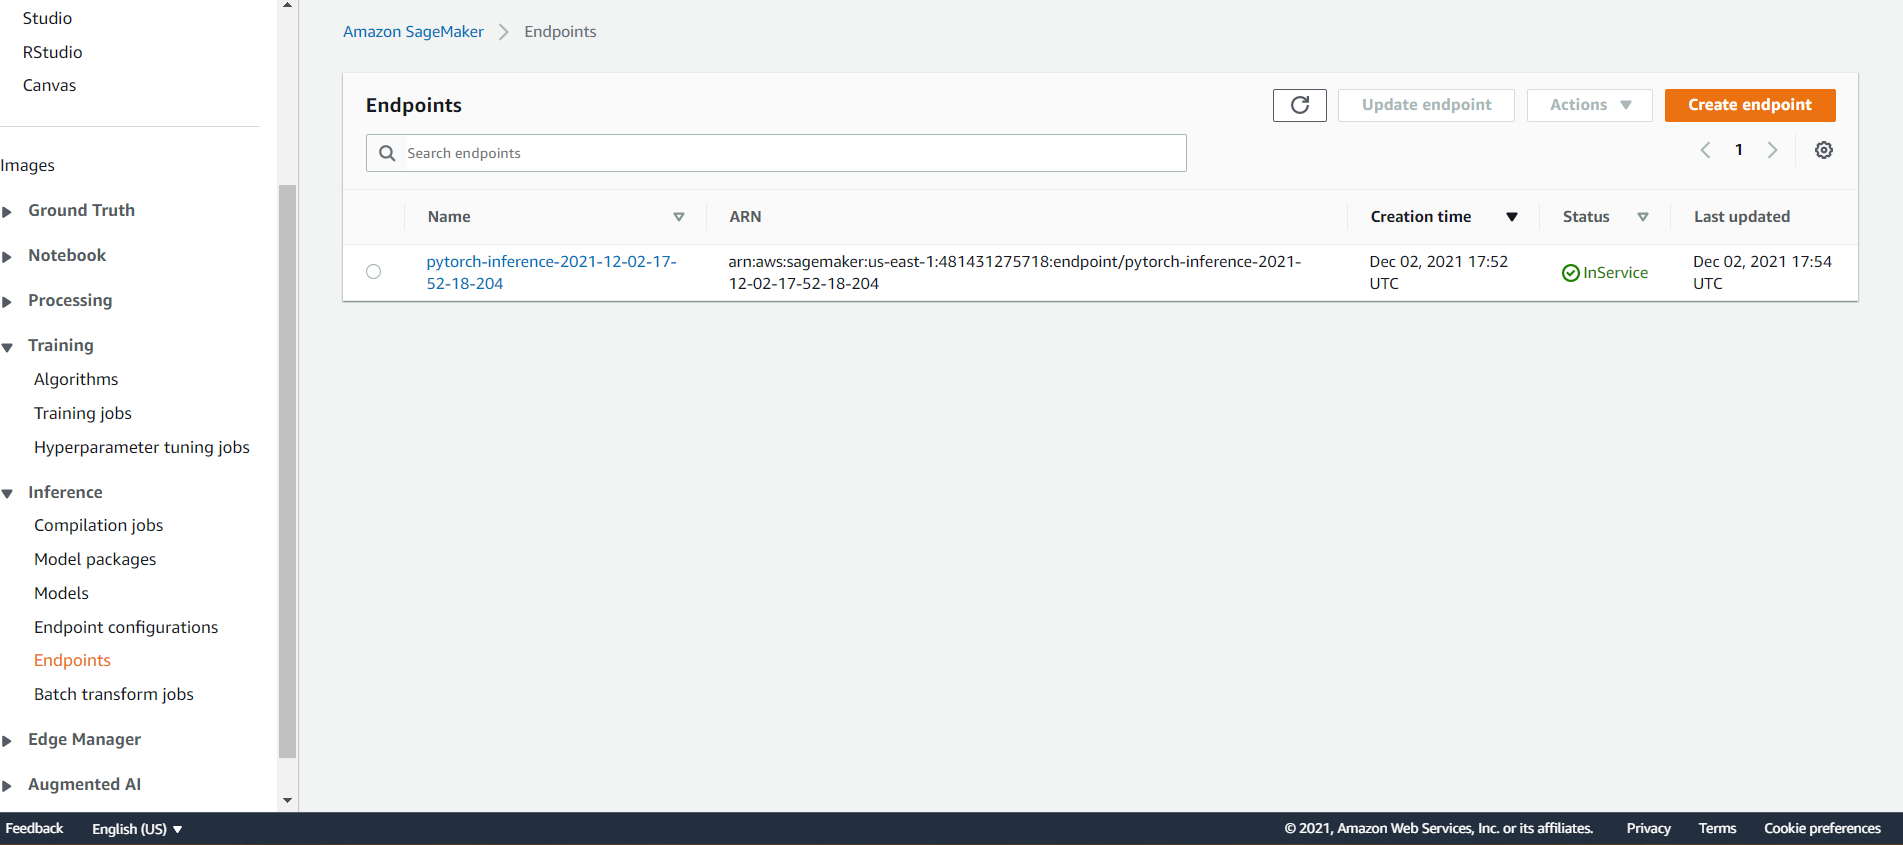 Studio
RStudio
Canvas
Images
Ground Truth
Notebook
Processing
Training
Algorithms
Training jobs
Hyperparameter tuning jobs
Inference
Compilation jobs
Model packages
Models
Endpoint configurations
Endpoints
Batch transform jobs
Edge Manager
Augmented AI
Amazon SageMaker Endpoints
Endpoints
Update endpoint Actions Create endpoint
Search endpoints
1
Name ARN Creation time Status Last updated
pytorch-inference-2021-12-02-17- arn:aws:sagemaker:us-east-1:481431275718:endpoint/pytorch-inference-2021- Dec 02, 2021 17:52 InService Dec 02, 2021 17:54
52-18-204 12-02-17-52-18-204 UTC UTC
Feedback English (US) © 2021, Amazon Web Services, Inc. or its affiliates. Privacy Terms Cookie preferences